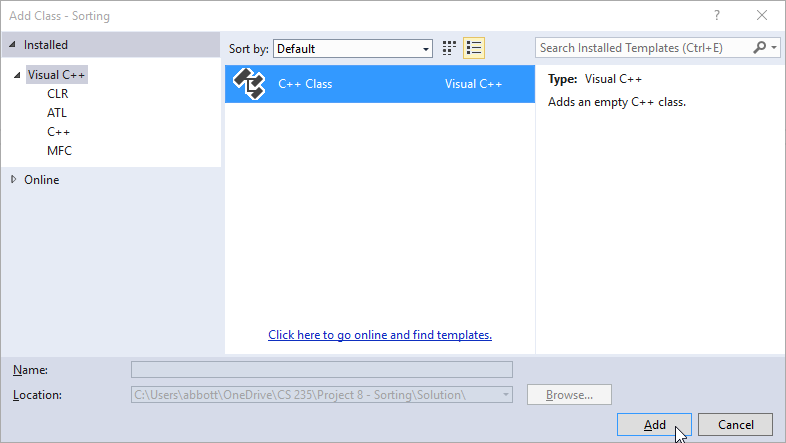 Add Class - Sorting
?
Installed
Sort by: Default
Search Installed Templates (Ctrl+E)
Visual C++
CLR
ATL
C++
MFC
Online
C++ Class Visual C++
Type: Visual C++
Adds an empty C++ class.
Click here to go online and find templates.
Name:
Location: C:\Users\abbott\OneDrive\CS 235\Project 8 - Sorting\Solution\ Browse...
Add Cancel